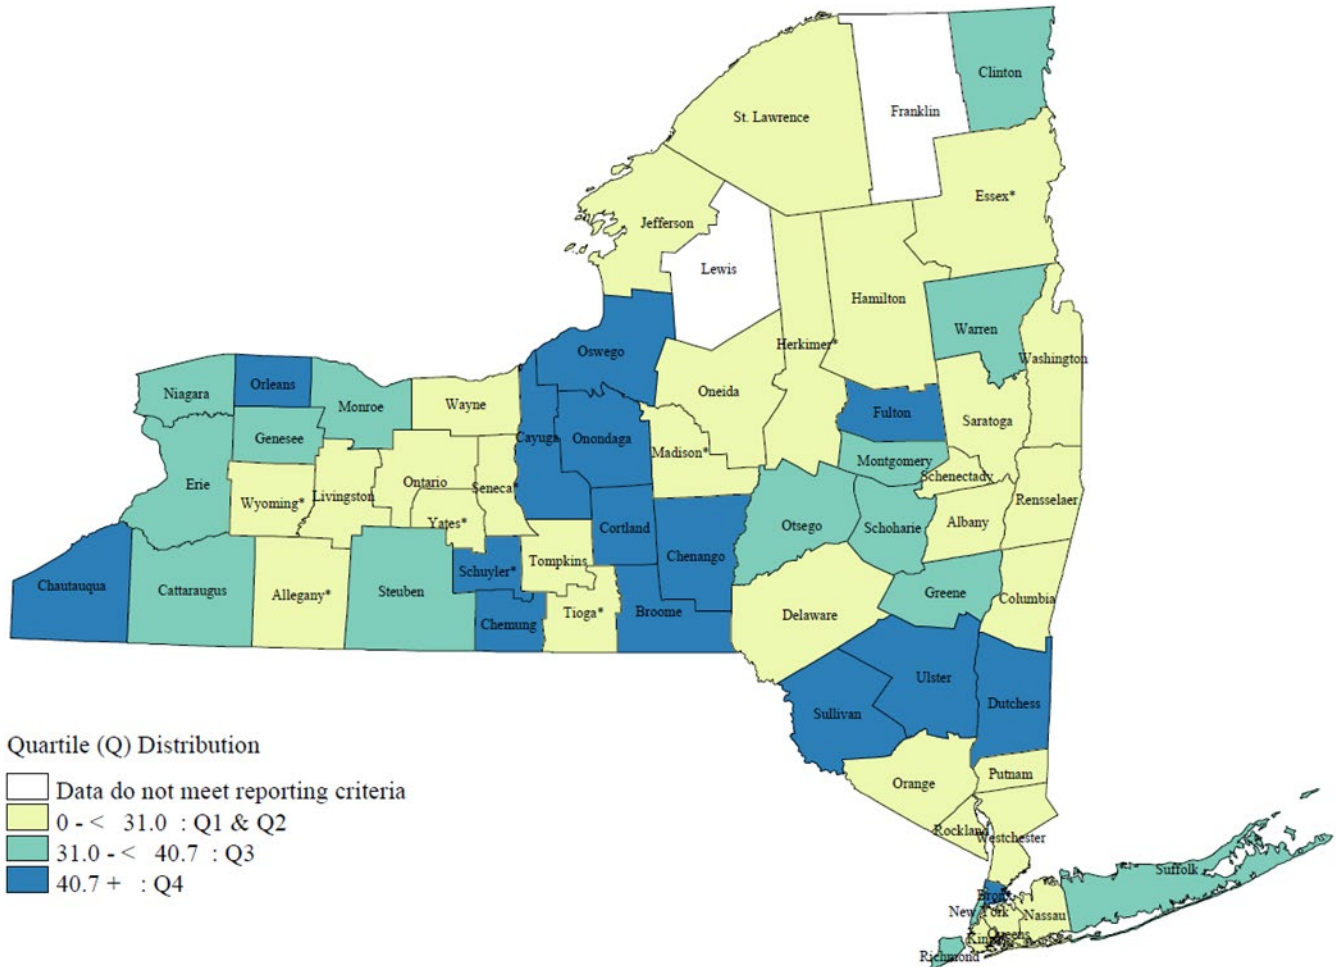 Clinton
Franklin
St. Lawrence
Essex*
Jefferson
Lewis
Hamilton
Warren
Herkimer*
Oswego
Washington
Orleans
Niagara
Monroe
Wayne
Oneida
Fulton
Saratoga
Genesee
Cayuga
Onondaga
Madison*
Montgomery
Schenectady
Erie
Wyoming*
Livingston
Ontario
Seneca*
Rensselaer
Yates*
Cortland
Otsego
Schoharie
Albany
Chenango
Tompkins
Schuyler*
Chautauqua
Cattaraugus
Allegany*
Steuben
Greene
Columbia
Chemung
Tioga*
Broome
Delaware
Ulster
Sullivan
Dutchess
Quartile (Q) Distribution
Data do not meet reporting criteria
0 - < 31.0 : Q1 & Q2
31.0 - < 40.7 : Q3
40.7 + : Q4
Orange
Putnam
Rockland
Westchester
Suffolk
Bronx
New York
Nassau
Queens
Richmond